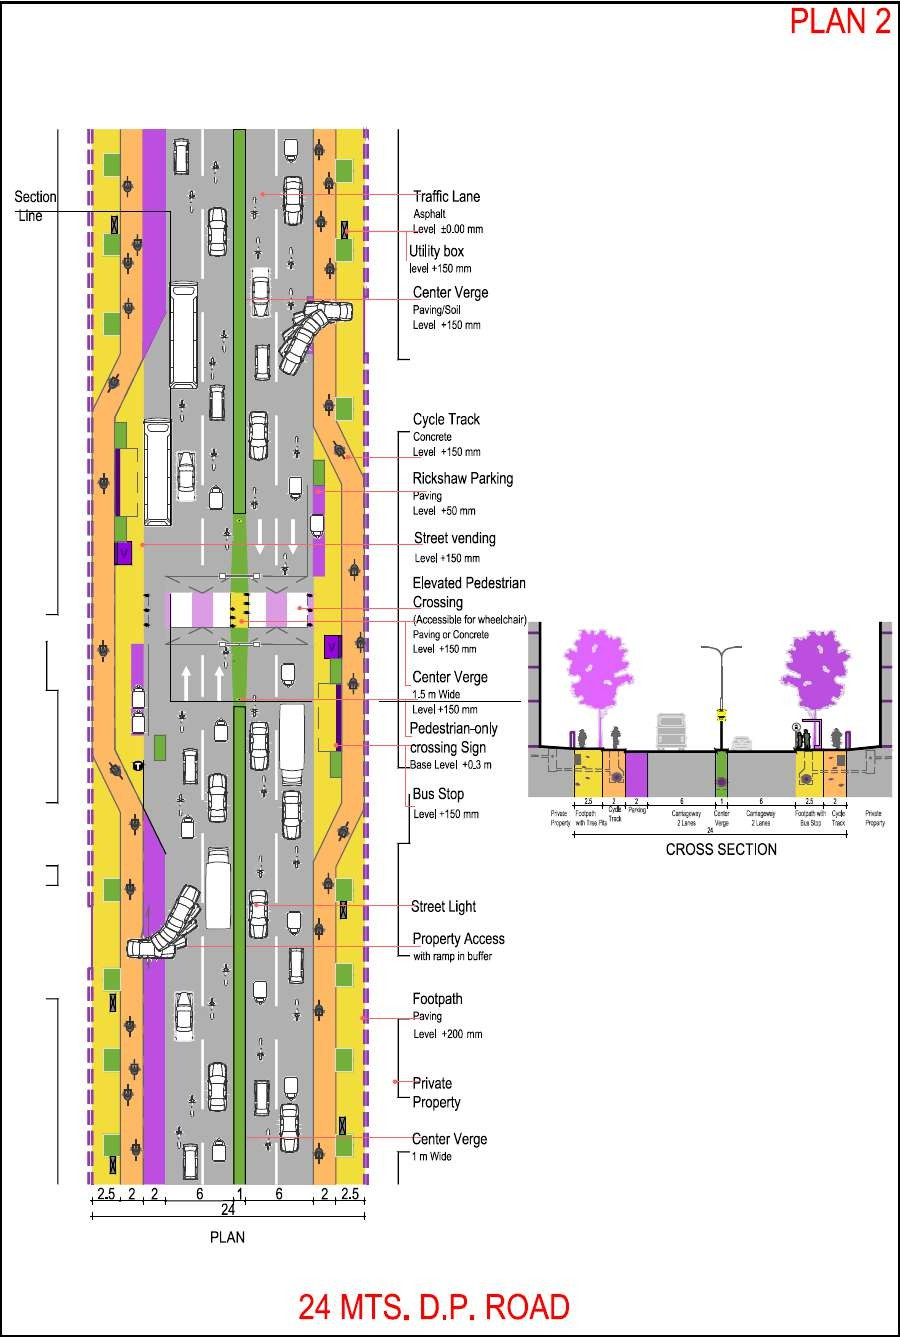 PLAN 2
Section
Line
Traffic Lane
Asphalt
Level ±0.00 mm
Utility box
level +150 mm
Center Verge
Paving/Soil
Level +150 mm
Cycle Track
Concrete
Level +150 mm
Rickshaw Parking
Paving
Level +50 mm
Street vending
Level +150 mm
Elevated Pedestrian
Crossing
(Accessible for wheelchair)
Paving or Concrete
Level +150 mm
Center Verge
1.5 m Wide
Level +150 mm
Pedestrian-only
crossing Sign
Base Level +0.3 m
Bus Stop
Level +150 mm
Street Light
Property Access
with ramp in buffer
Footpath
Paving
Level +200 mm
Private
Property
Center Verge
1 m Wide
V
V
T
2.5 2 2 6 1 6 2 2.5
24
PLAN
2.5 2 2 6 1 6 2.5 2
Private
Property
Footpath
with Tree Pits
Cycle
Track
Parking
Carriageway
2 Lanes
Center
Verge
Carriageway
2 Lanes
Footpath with
Bus Stop
Cycle
Track
Private
Property
24
CROSS SECTION
24 MTS. D.P. ROAD